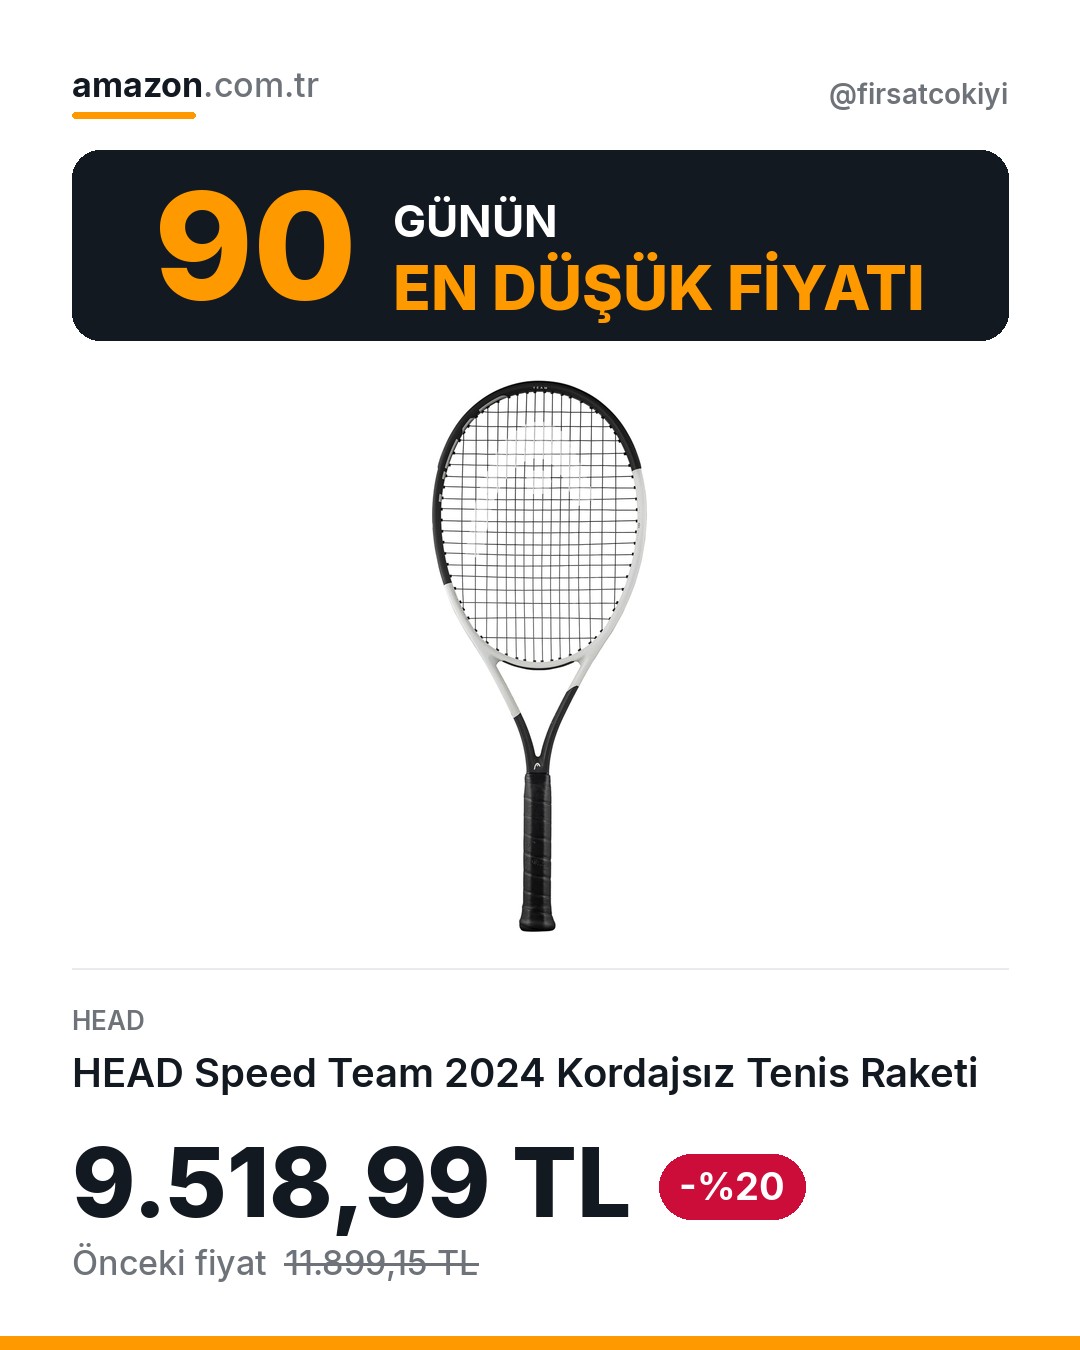 amazon.com.tr
@firsatcokiyi
90 GÜNÜN
EN DÜŞÜK FİYATI
TEAM
HEAD
HEAD Speed Team 2024 Kordajsız Tenis Raketi
9.518,99 TL -%20
Önceki fiyat 11.899,15 TL